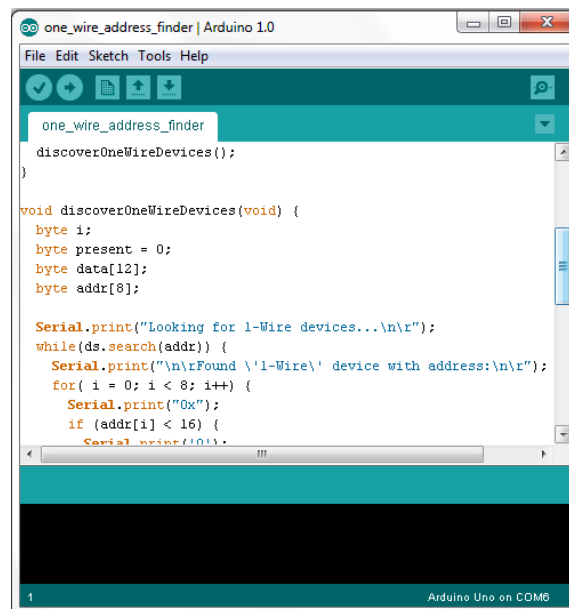 one_wire_address_finder | Arduino 1.0
File Edit Sketch Tools Help
one_wire_address_finder
discoverOneWireDevices();
}
void discoverOneWireDevices(void) {
byte i;
byte present = 0;
byte data[12];
byte addr[8];
Serial.print("Looking for 1-Wire devices...\n\r");
while(ds.search(addr)) {
Serial.print("\n\rFound \'1-Wire\' device with address:\n\r");
for( i = 0; i < 8; i++) {
Serial.print("0x");
if (addr[i] < 16) {
Serial.print('0');
1
Arduino Uno on COM6